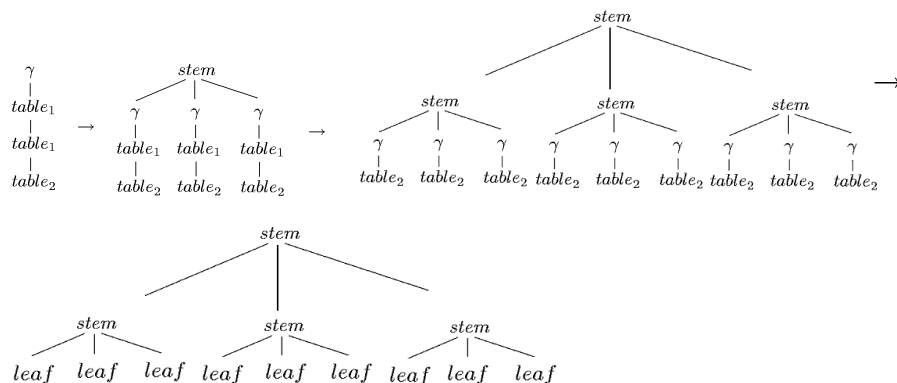 stem
γ stem
table₁ → γ γ γ → stem stem stem →
table₁ table₁ table₁ table₁ γ γ γ γ γ γ γ γ γ
table₂ table₂ table₂ table₂ table₂ table₂ table₂ table₂ table₂ table₂ table₂ table₂ table₂
stem
stem stem stem
leaf leaf leaf leaf leaf leaf leaf leaf leaf